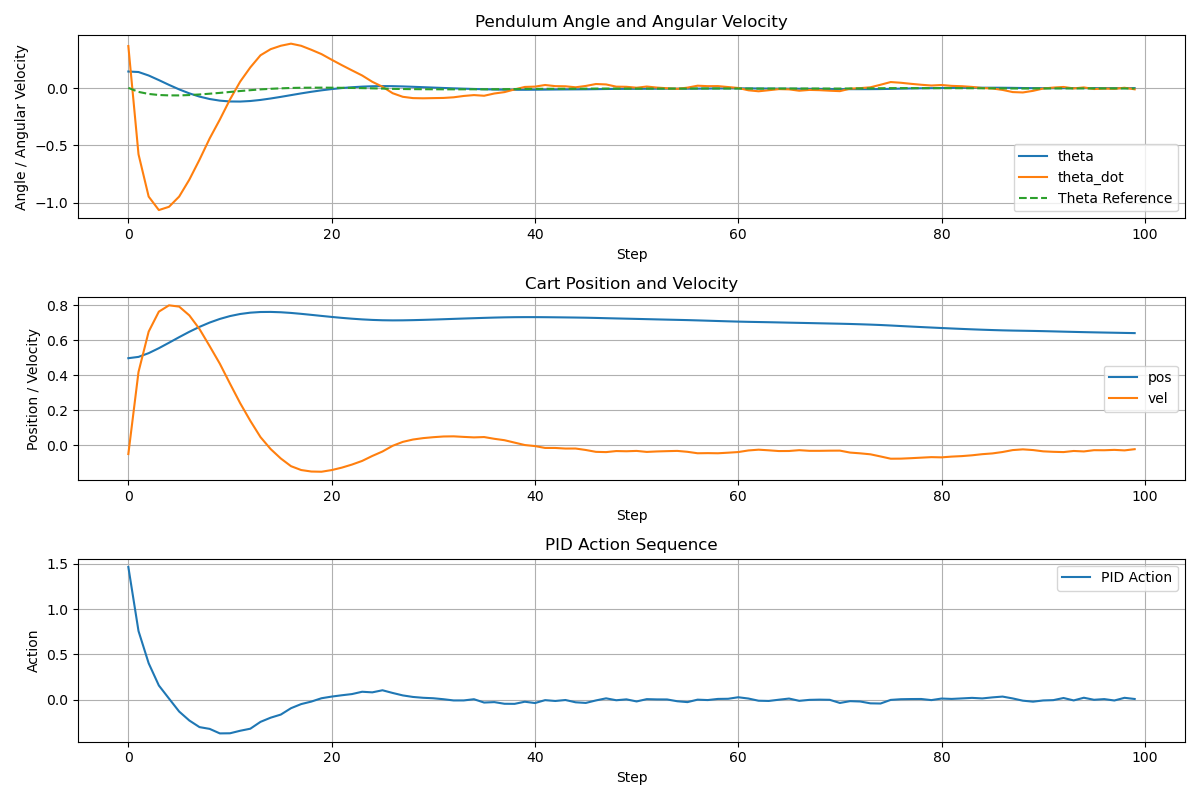 Pendulum Angle and Angular Velocity
Angle / Angular Velocity
0.0
−0.5
−1.0
theta
theta_dot
Theta Reference
0 20 40 60 80 100
Step
Cart Position and Velocity
Position / Velocity
0.8
0.6
0.4
0.2
0.0
pos
vel
0 20 40 60 80 100
Step
PID Action Sequence
Action
1.5
1.0
0.5
0.0
PID Action
0 20 40 60 80 100
Step